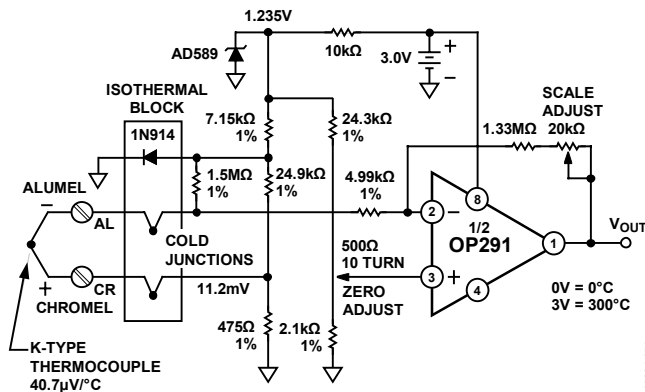 1.235V
AD589
10kΩ
3.0V
+
−
ISOTHERMAL
BLOCK
7.15kΩ
1%
24.3kΩ
1%
SCALE
ADJUST
1.33MΩ
20kΩ
1N914
1.5MΩ
1%
24.9kΩ
1%
4.99kΩ
1%
ALUMEL
−
AL
COLD
JUNCTIONS
2
−
8
1/2
OP291
1
VOUT
500Ω
10 TURN
3
+
4
ZERO
ADJUST
0V = 0°C
3V = 300°C
+
CR
CHROMEL
11.2mV
475Ω
1%
2.1kΩ
1%
K-TYPE
THERMOCOUPLE
40.7µV/°C